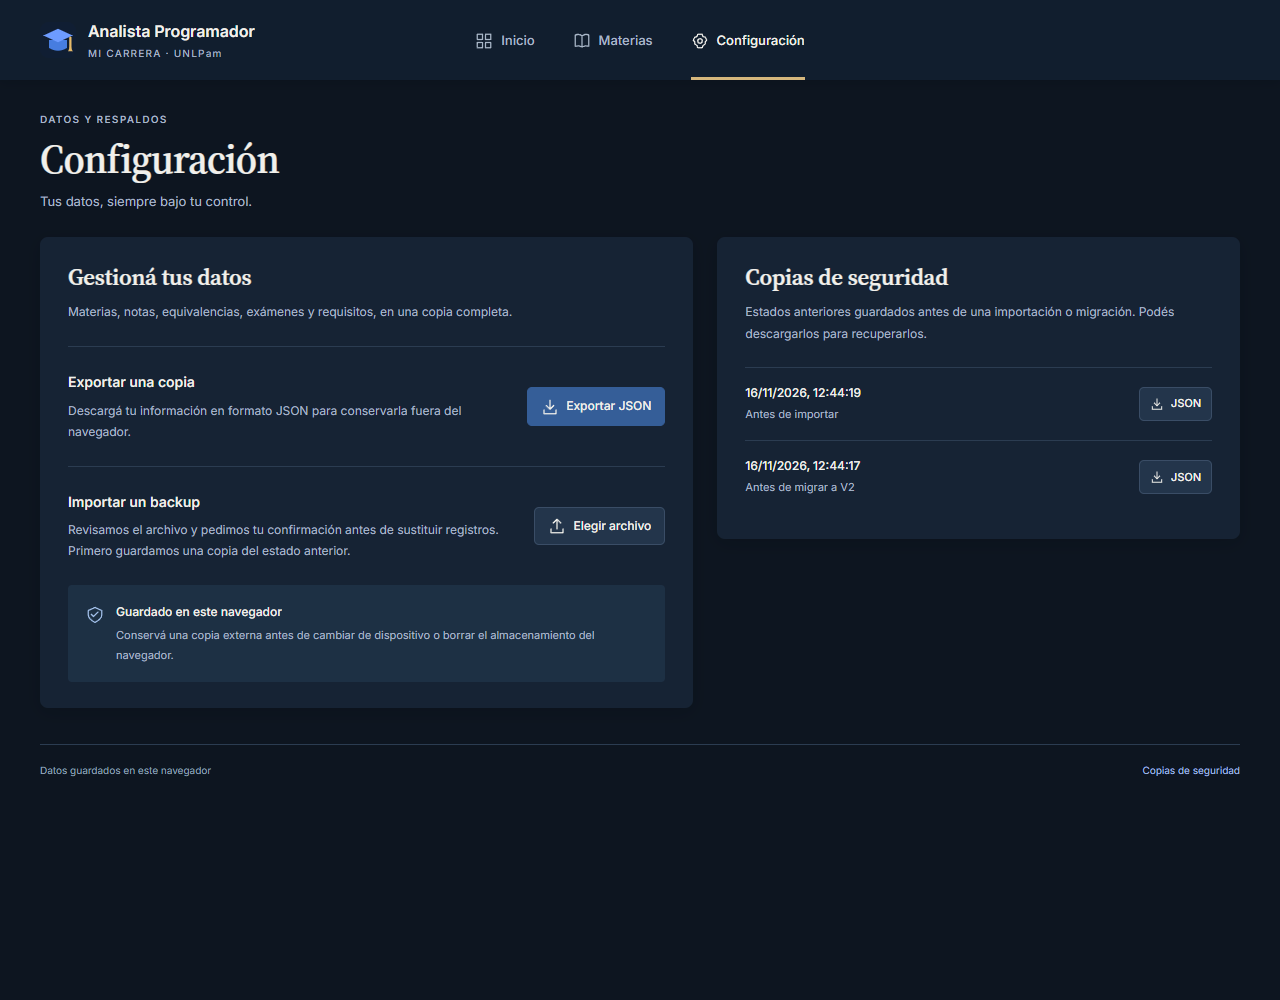 Analista Programador
MI CARRERA · UNLPam
Inicio
Materias
Configuración
DATOS Y RESPALDOS
Configuración
Tus datos, siempre bajo tu control.
Gestioná tus datos
Materias, notas, equivalencias, exámenes y requisitos, en una copia completa.
Exportar una copia
Descargá tu información en formato JSON para conservarla fuera del
navegador.
Exportar JSON
Importar un backup
Revisamos el archivo y pedimos tu confirmación antes de sustituir registros.
Primero guardamos una copia del estado anterior.
Elegir archivo
Guardado en este navegador
Conservá una copia externa antes de cambiar de dispositivo o borrar el almacenamiento del
navegador.
Copias de seguridad
Estados anteriores guardados antes de una importación o migración. Podés
descargarlos para recuperarlos.
16/11/2026, 12:44:19
Antes de importar
JSON
16/11/2026, 12:44:17
Antes de migrar a V2
JSON
Datos guardados en este navegador
Copias de seguridad